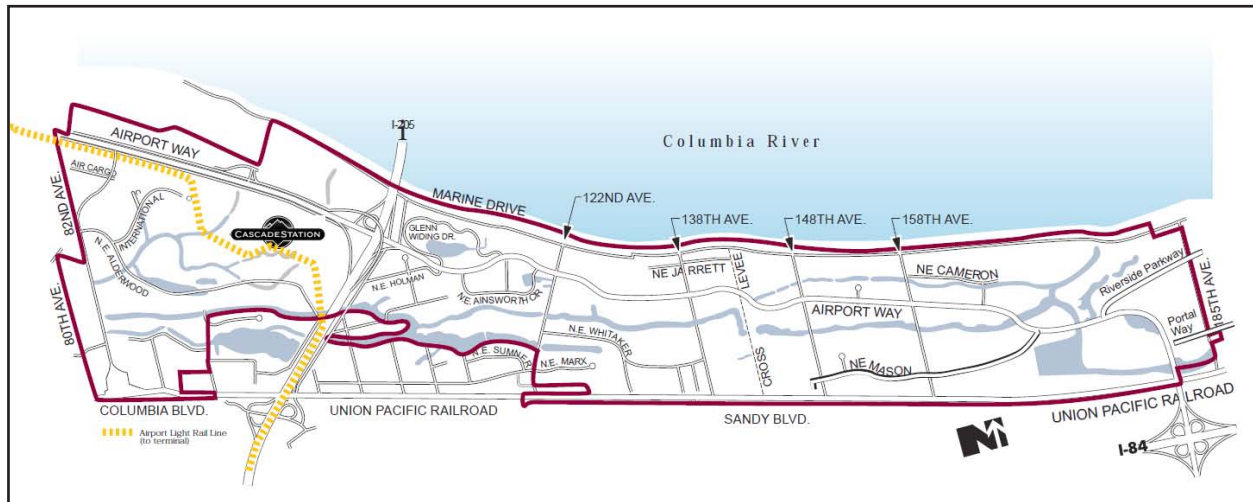 I-205
Columbia River
AIRPORT WAY
AIR CARGO
82ND AVE.
INTERNATIONAL
N.E. ALDERWOOD
CASCADESTATION
80TH AVE.
MARINE DRIVE
GLENN
WIDING DR.
N.E. HOLMAN
NE AINSWORTH CIR
122ND AVE.
138TH AVE.
148TH AVE.
158TH AVE.
NE JARRETT
LEVEE
CROSS
NE CAMERON
AIRPORT WAY
Riverside Parkway
185TH AVE.
Portal
Way
N.E. WHITAKER
N.E. SUMNER
N.E. MARX
NE MASON
COLUMBIA BLVD.
UNION PACIFIC RAILROAD
SANDY BLVD.
UNION PACIFIC RAILROAD
Airport Light Rail Line
(to terminal)
N
I-84